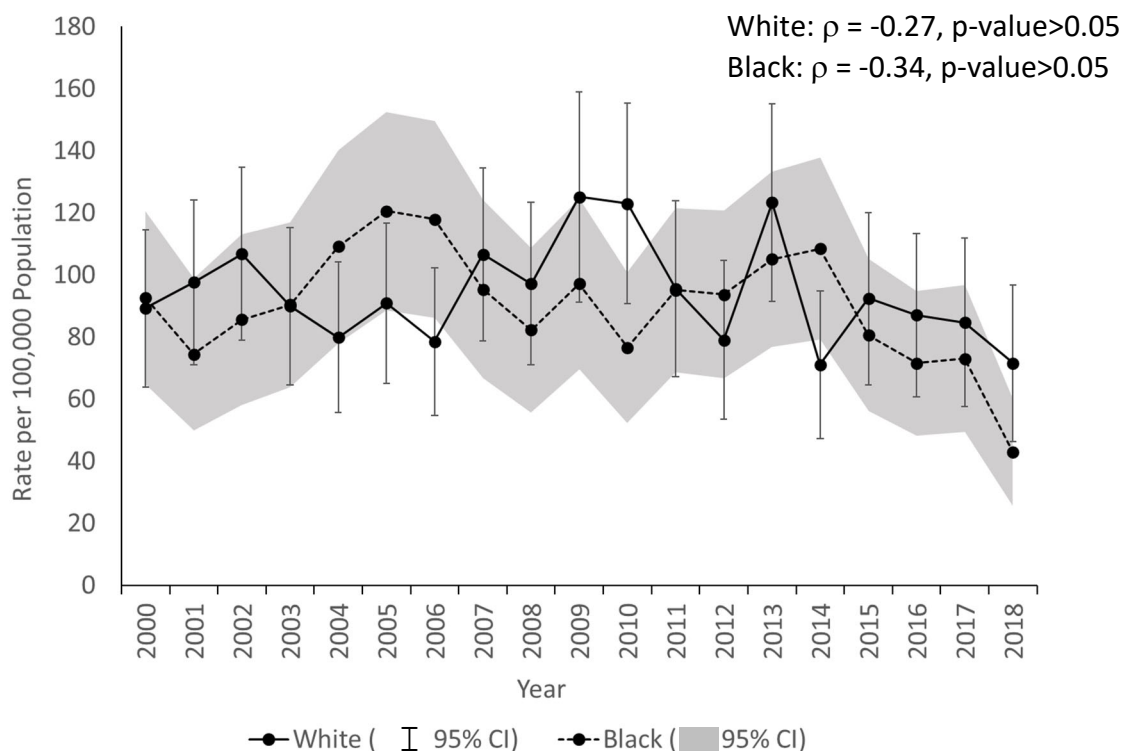 White: ρ = -0.27, p-value>0.05
Black: ρ = -0.34, p-value>0.05
180
160
140
120
100
80
60
40
20
0
Rate per 100,000 Population
2000 2001 2002 2003 2004 2005 2006 2007 2008 2009 2010 2011 2012 2013 2014 2015 2016 2017 2018
Year
White ( 95% CI) Black ( 95% CI)